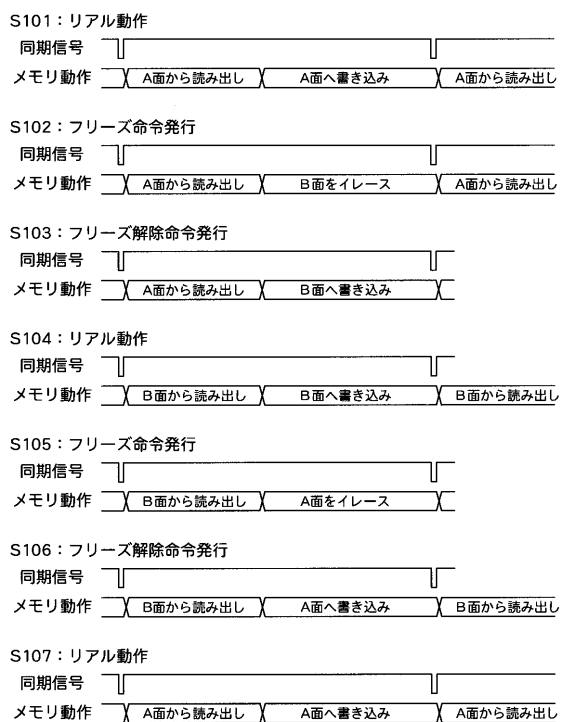 S101：リアル動作
同期信号
メモリ動作 A面から読み出し A面へ書き込み A面から読み出し
S102：フリーズ命令発行
同期信号
メモリ動作 A面から読み出し B面をイレース A面から読み出し
S103：フリーズ解除命令発行
同期信号
メモリ動作 A面から読み出し B面へ書き込み
S104：リアル動作
同期信号
メモリ動作 B面から読み出し B面へ書き込み B面から読み出し
S105：フリーズ命令発行
同期信号
メモリ動作 B面から読み出し A面をイレース
S106：フリーズ解除命令発行
同期信号
メモリ動作 B面から読み出し A面へ書き込み B面から読み出し
S107：リアル動作
同期信号
メモリ動作 A面から読み出し A面へ書き込み A面から読み出し